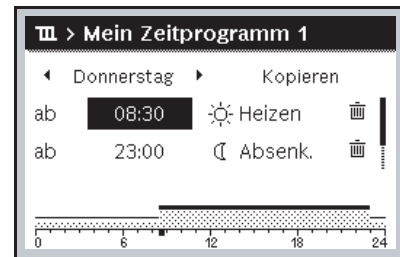 > Mein Zeitprogramm 1
Donnerstag Kopieren
ab 08:30 Heizen
ab 23:00 Absenk.
0 6 12 18 24